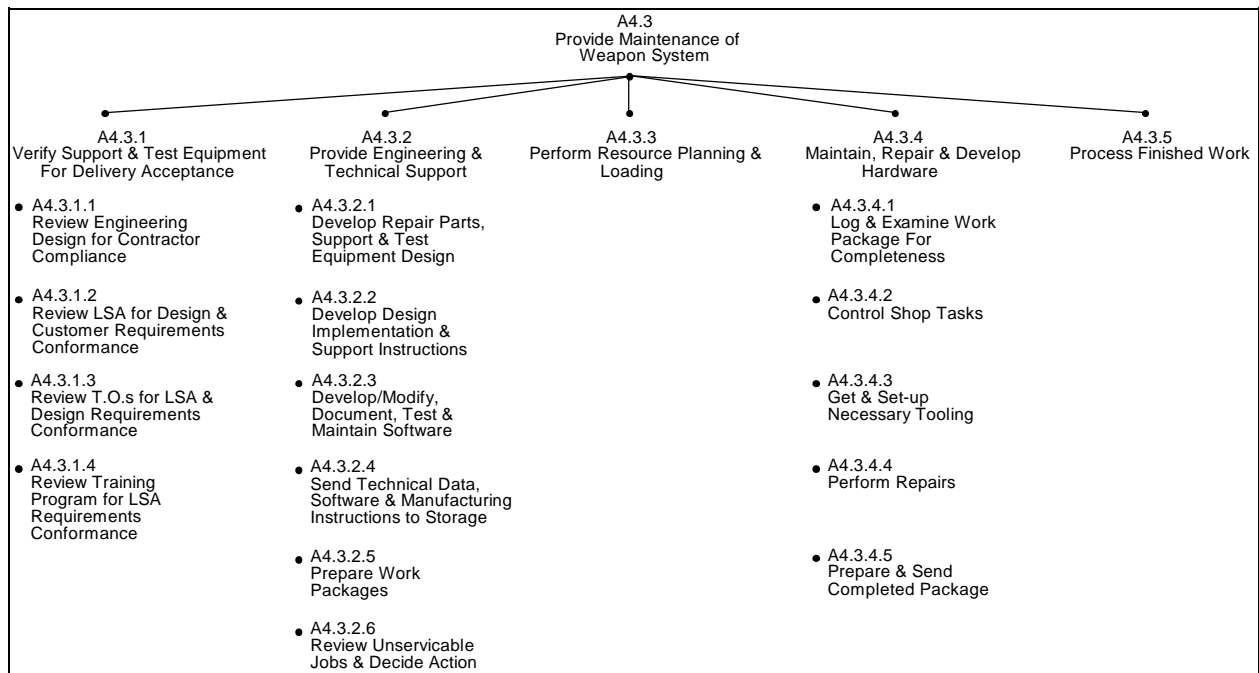 A4.3
Provide Maintenance of
Weapon System
A4.3.1
Verify Support & Test Equipment
For Delivery Acceptance
A4.3.1.1
Review Engineering
Design for Contractor
Compliance
A4.3.1.2
Review LSA for Design &
Customer Requirements
Conformance
A4.3.1.3
Review T.O.s for LSA &
Design Requirements
Conformance
A4.3.1.4
Review Training
Program for LSA
Requirements
Conformance
A4.3.2
Provide Engineering &
Technical Support
A4.3.2.1
Develop Repair Parts,
Support & Test
Equipment Design
A4.3.2.2
Develop Design
Implementation &
Support Instructions
A4.3.2.3
Develop/Modify,
Document, Test &
Maintain Software
A4.3.2.4
Send Technical Data,
Software & Manufacturing
Instructions to Storage
A4.3.2.5
Prepare Work
Packages
A4.3.2.6
Review Unservicable
Jobs & Decide Action
A4.3.3
Perform Resource Planning &
Loading
A4.3.4
Maintain, Repair & Develop
Hardware
A4.3.4.1
Log & Examine Work
Package For
Completeness
A4.3.4.2
Control Shop Tasks
A4.3.4.3
Get & Set-up
Necessary Tooling
A4.3.4.4
Perform Repairs
A4.3.4.5
Prepare & Send
Completed Package
A4.3.5
Process Finished Work